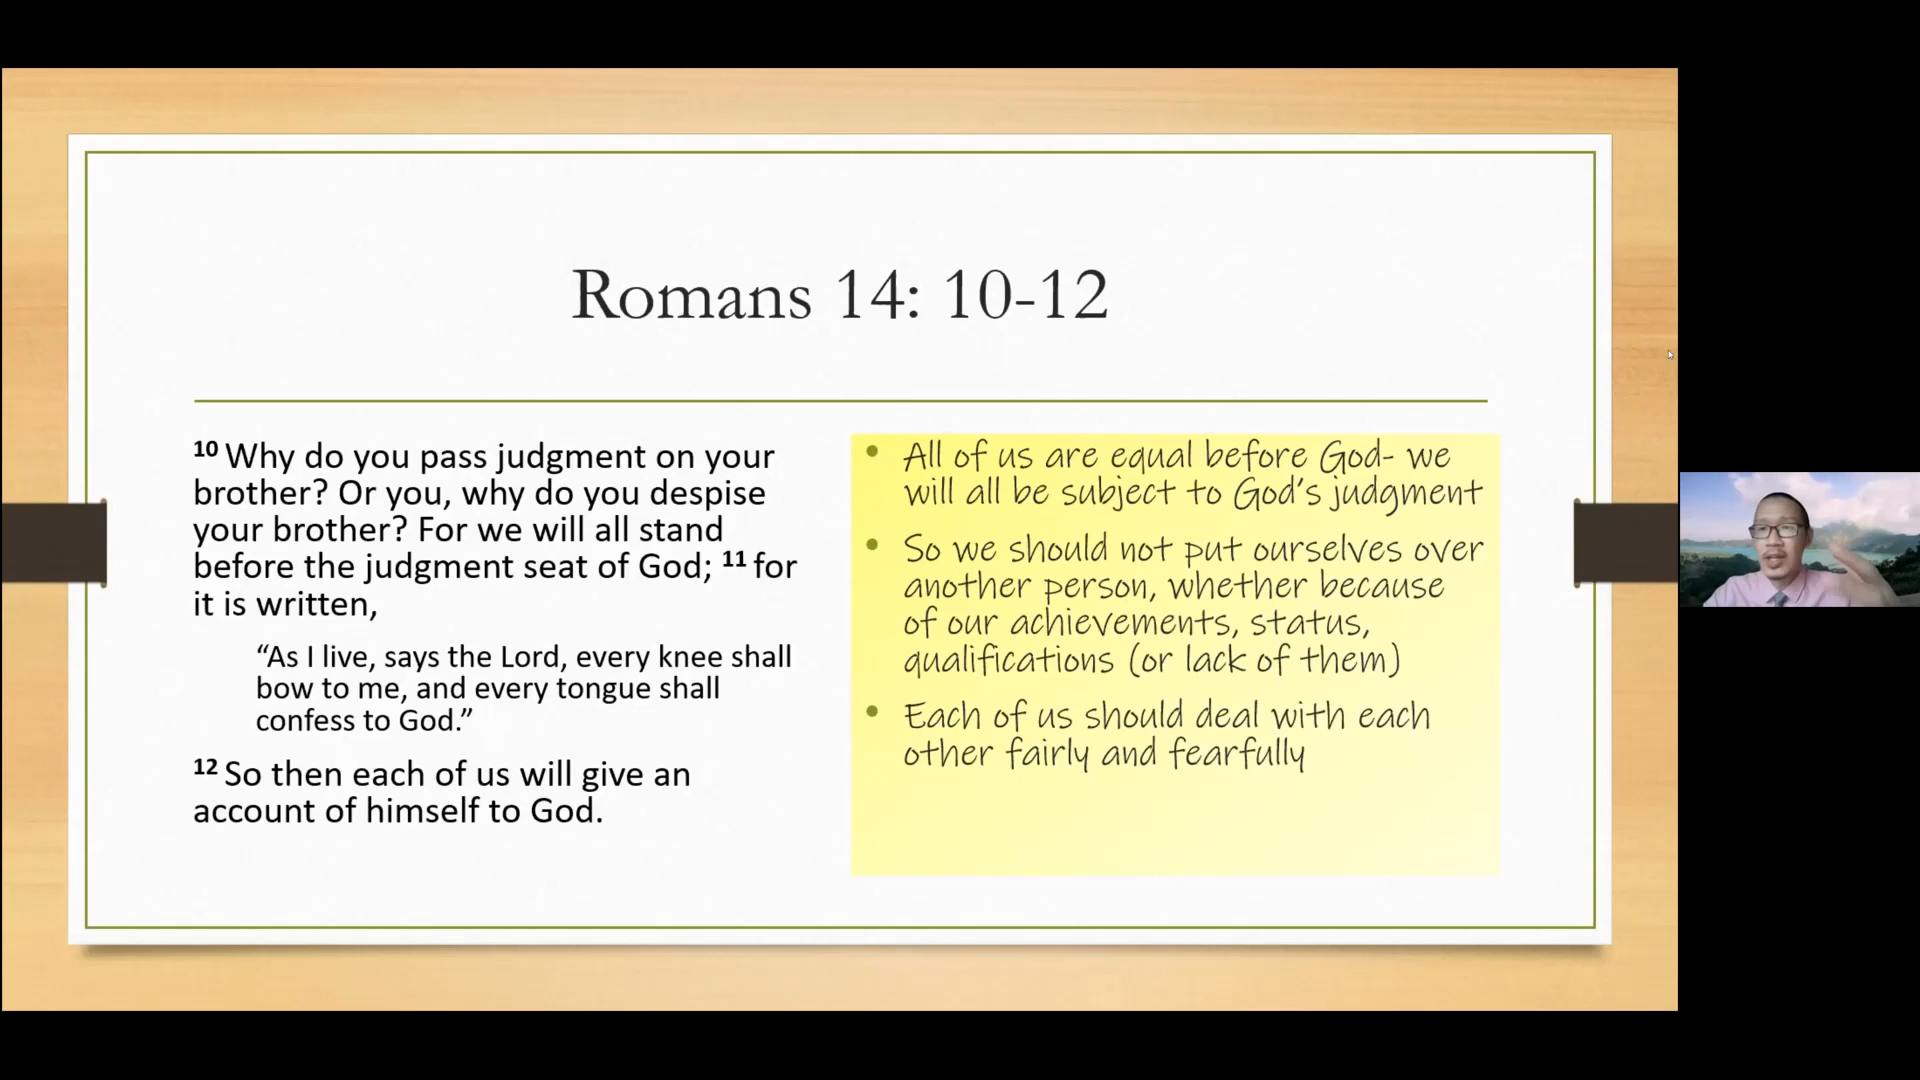 Romans 14: 10-12
10 Why do you pass judgment on your
brother? Or you, why do you despise
your brother? For we will all stand
before the judgment seat of God; 11 for
it is written,
“As I live, says the Lord, every knee shall
bow to me, and every tongue shall
confess to God.”
12 So then each of us will give an
account of himself to God.
• All of us are equal before God- we
will all be subject to God’s judgment
• So we should not put ourselves over
another person, whether because
of our achievements, status,
qualifications (or lack of them)
• Each of us should deal with each
other fairly and fearfully